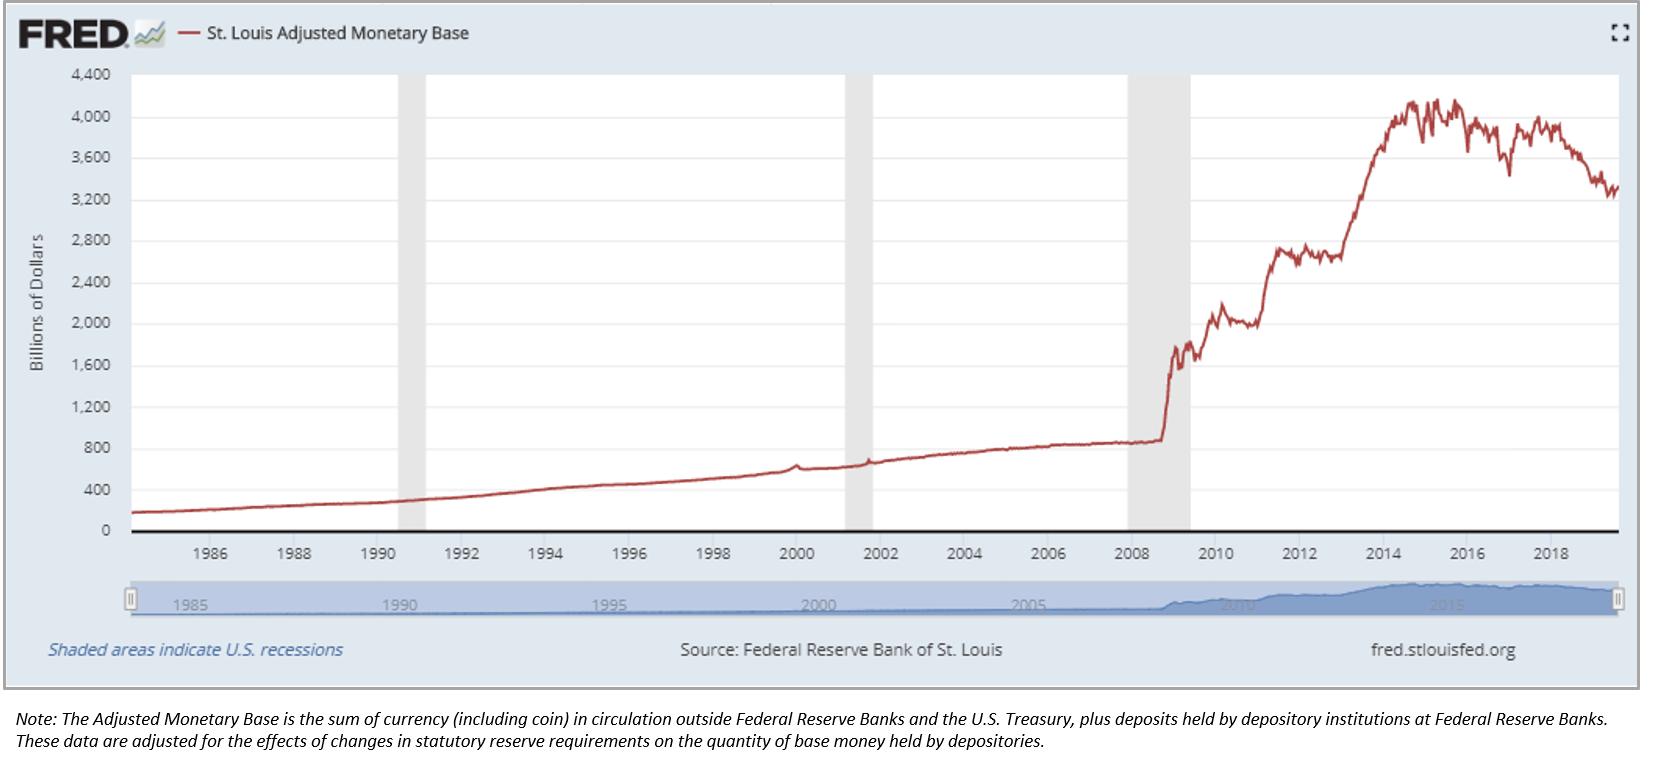 FRED
St. Louis Adjusted Monetary Base
4,400
4,000
3,600
3,200
2,800
2,400
2,000
1,600
1,200
800
400
0
Billions of Dollars
1986 1988 1990 1992 1994 1996 1998 2000 2002 2004 2006 2008 2010 2012 2014 2016 2018
1985 1990 1995 2000 2005 2010 2015
Shaded areas indicate U.S. recessions
Source: Federal Reserve Bank of St. Louis
fred.stlouisfed.org
Note: The Adjusted Monetary Base is the sum of currency (including coin) in circulation outside Federal Reserve Banks and the U.S. Treasury, plus deposits held by depository institutions at Federal Reserve Banks.
These data are adjusted for the effects of changes in statutory reserve requirements on the quantity of base money held by depositories.